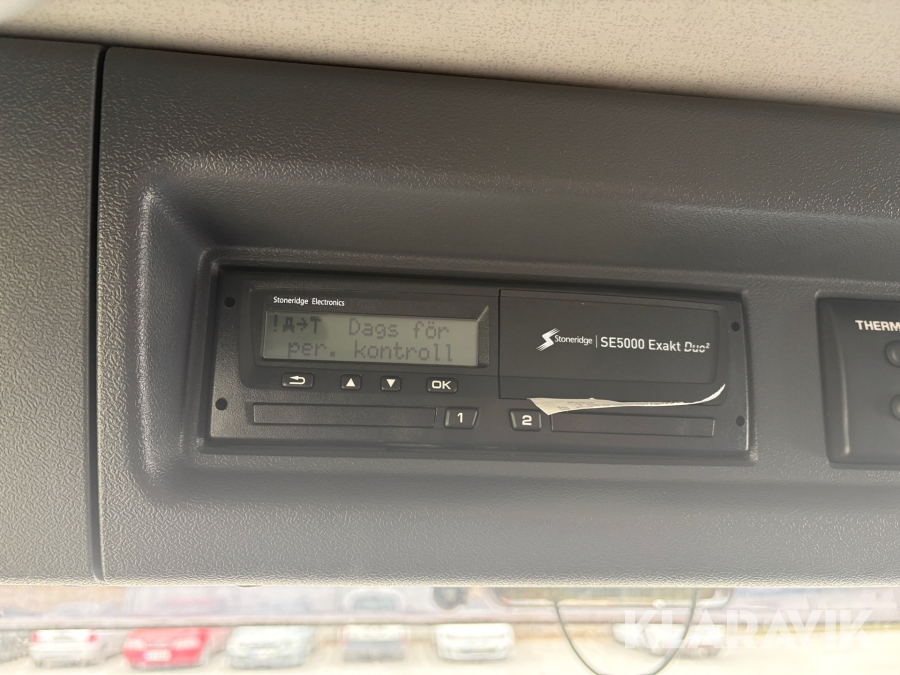 Stoneridge Electronics
!A→T Dags för
per. kontroll
Stoneridge | SE5000 Exakt Duo²
OK
1
2
THERM
KLARAVIK